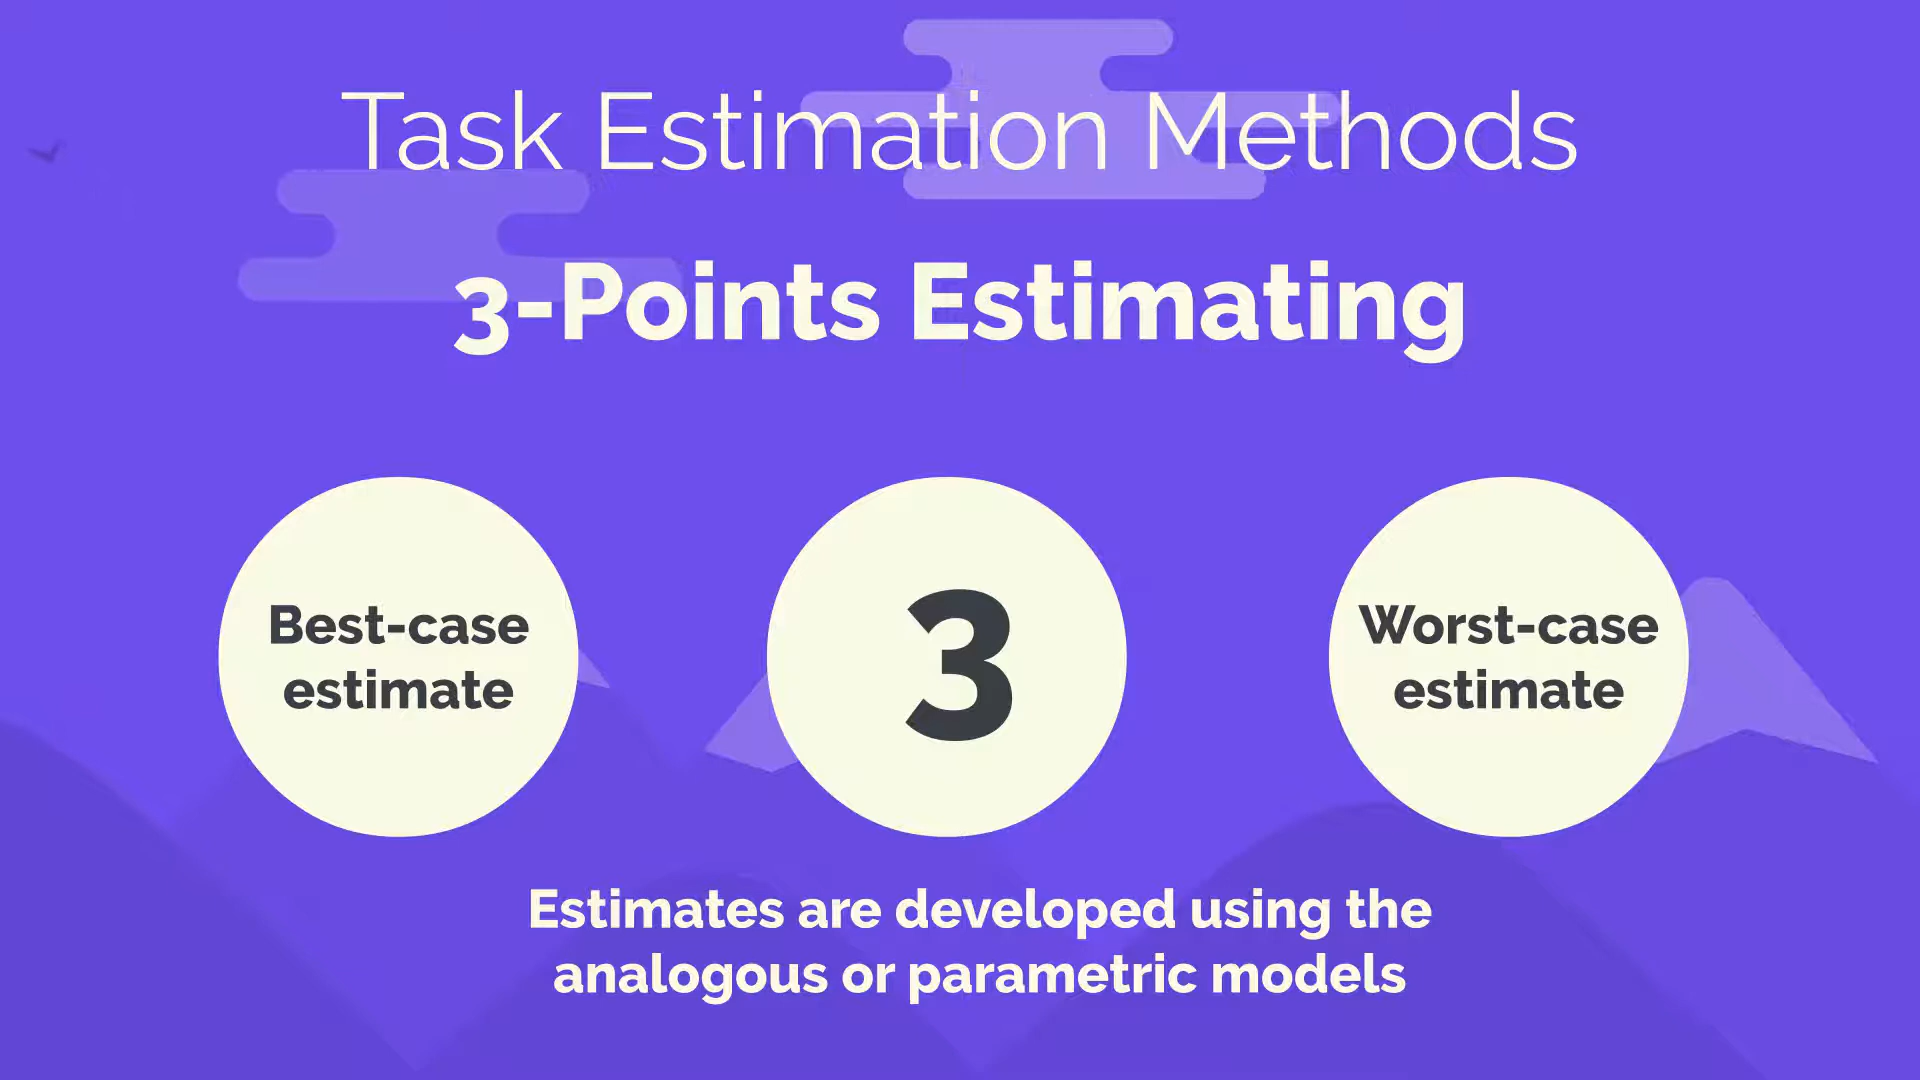 Task Estimation Methods
3-Points Estimating
Best-case
estimate
3
Worst-case
estimate
Estimates are developed using the
analogous or parametric models